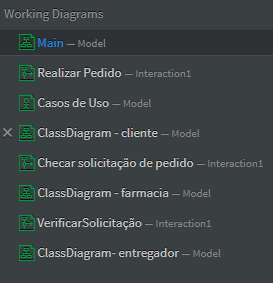 Working Diagrams
Main — Model
Realizar Pedido — Interaction1
Casos de Uso — Model
ClassDiagram - cliente — Model
Checar solicitação de pedido — Interaction1
ClassDiagram - farmacia — Model
VerificarSolicitação — Interaction1
ClassDiagram- entregador — Model